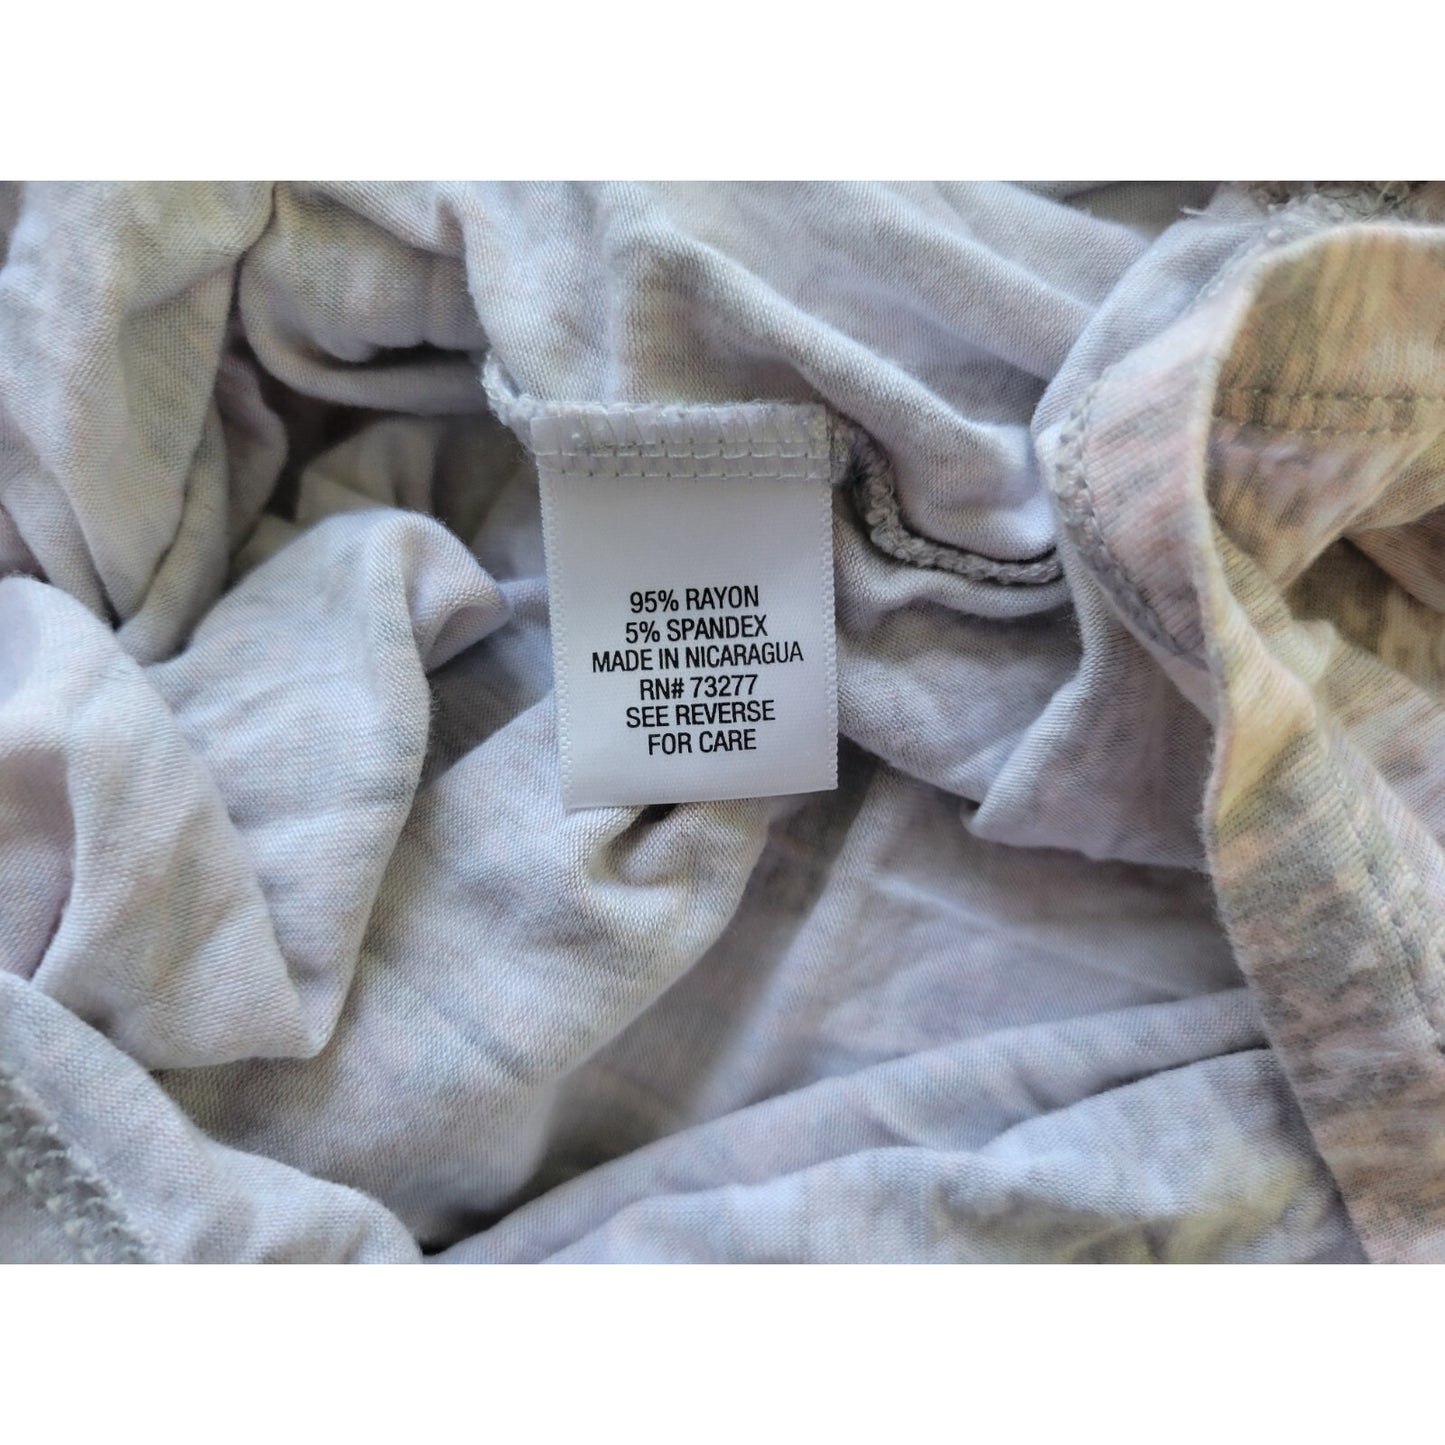 95% RAYON
5% SPANDEX
MADE IN NICARAGUA
RN# 73277
SEE REVERSE
FOR CARE